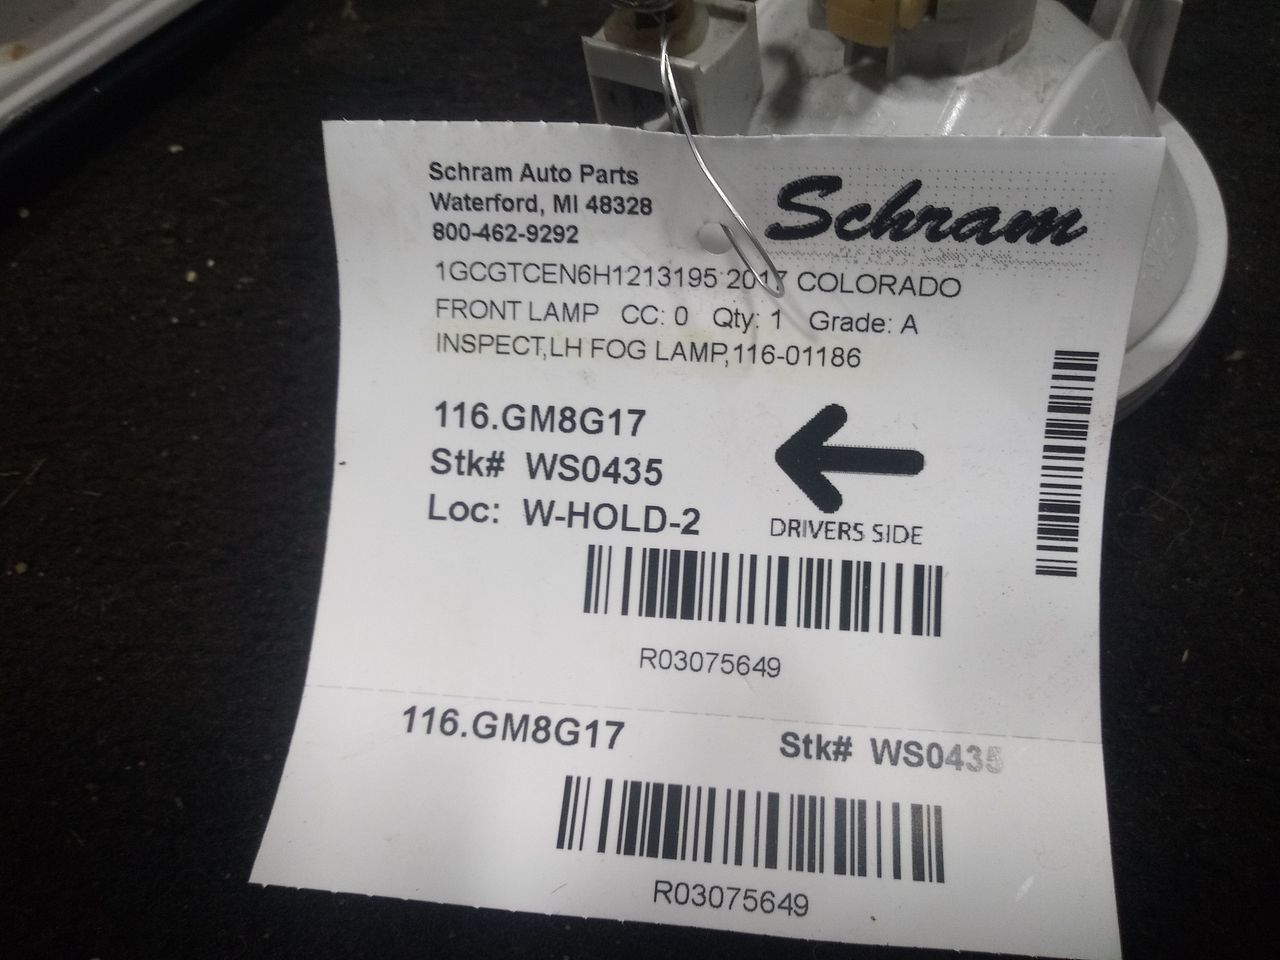 Schram Auto Parts
Waterford, MI 48328
800-462-9292
Schram
1GCGTCEN6H1213195 2017 COLORADO
FRONT LAMP CC: 0 Qty: 1 Grade: A
INSPECT,LH FOG LAMP,116-01186
116.GM8G17
Stk# WS0435
Loc: W-HOLD-2
DRIVERS SIDE
R03075649
116.GM8G17 Stk# WS0435
R03075649